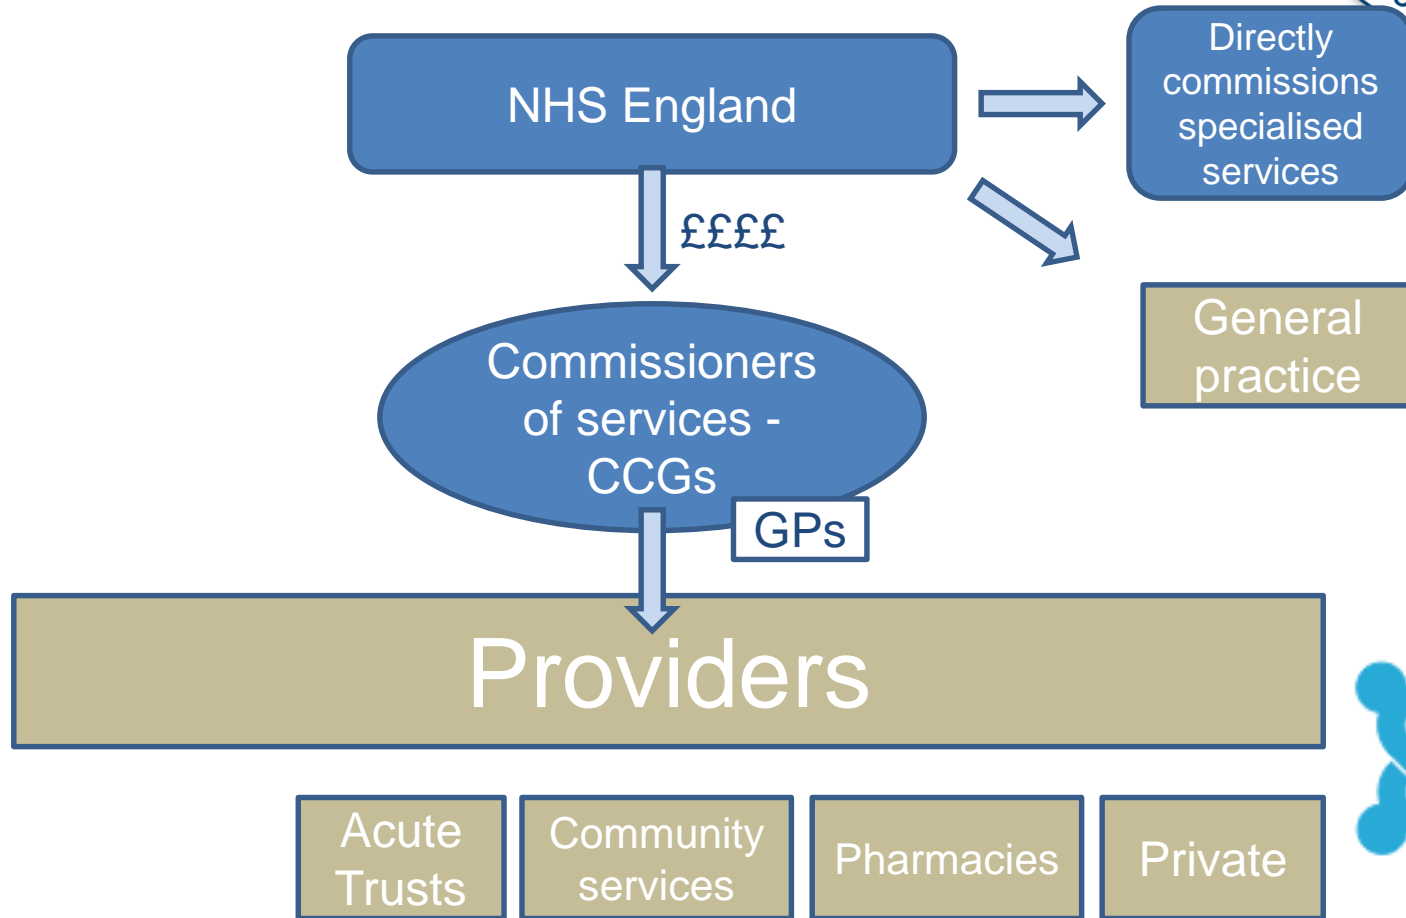 NHS England
Directly
commissions
specialised
services
££££
General
practice
Commissioners
of services -
CCGs
GPs
Providers
Acute
Trusts
Community
services
Pharmacies
Private